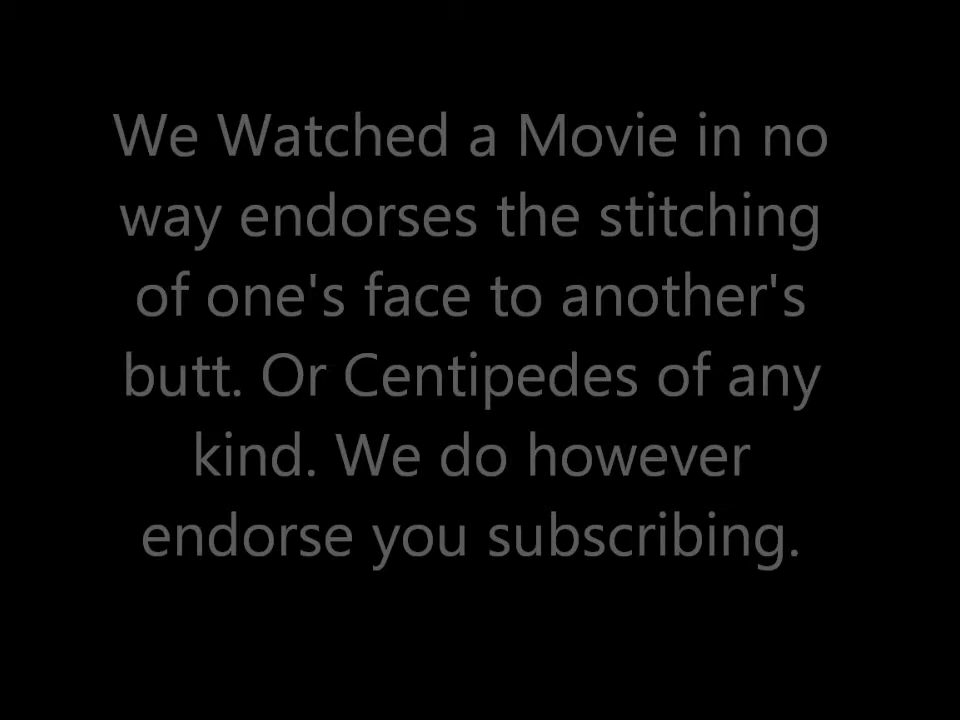 We Watched a Movie in no
way endorses the stitching
of one's face to another's
butt. Or Centipedes of any
kind. We do however
endorse you subscribing.